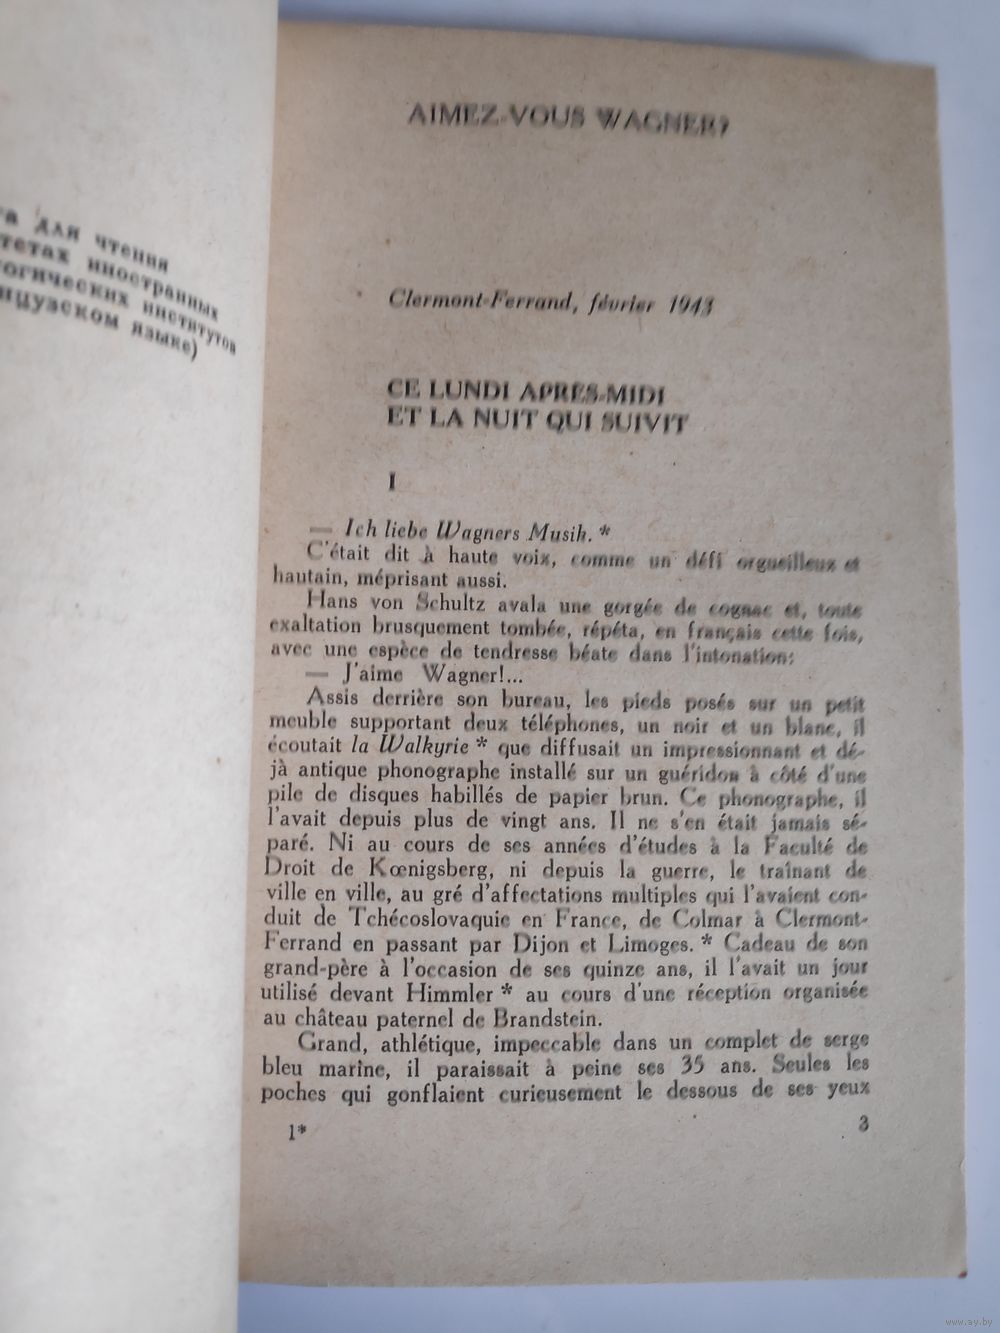 для чтения
иностранных
институтов
языке)
AIMEZ-VOUS WAGNER?
Clermont-Ferrand, février 1943
CE LUNDI APRÈS-MIDI
ET LA NUIT QUI SUIVIT
I
— Ich liebe Wagners Musik. *
C'était dit à haute voix, comme un défi orgueilleux et
hautain, méprisant aussi.
Hans von Schultz avala une gorgée de cognac et, toute
exaltation brusquement tombée, répéta, en français cette fois,
avec une espèce de tendresse béate dans l'intonation:
— J'aime Wagner!...
Assis derrière son bureau, les pieds posés sur un petit
meuble supportant deux téléphones, un noir et un blanc, il
écoutait la Walkyrie * que diffusait un impressionnant et dé-
jà antique phonographe installé sur un guéridon à côté d'une
pile de disques habillés de papier brun. Ce phonographe, il
l'avait depuis plus de vingt ans. Il ne s'en était jamais sé-
paré. Ni au cours de ses années d'études à la Faculté de
Droit de Kœnigsberg, ni depuis la guerre, le traînant de
ville en ville, au gré d'affectations multiples qui l'avaient con-
duit de Tchécoslovaquie en France, de Colmar à Clermont-
Ferrand en passant par Dijon et Limoges. * Cadeau de son
grand-père à l'occasion de ses quinze ans, il l'avait un jour
utilisé devant Himmler * au cours d'une réception organisée
au château paternel de Brandstein.
Grand, athlétique, impeccable dans un complet de serge
bleu marine, il paraissait à peine ses 35 ans. Seules les
poches qui gonflaient curieusement le dessous de ses yeux
1*
3
www.ay.by